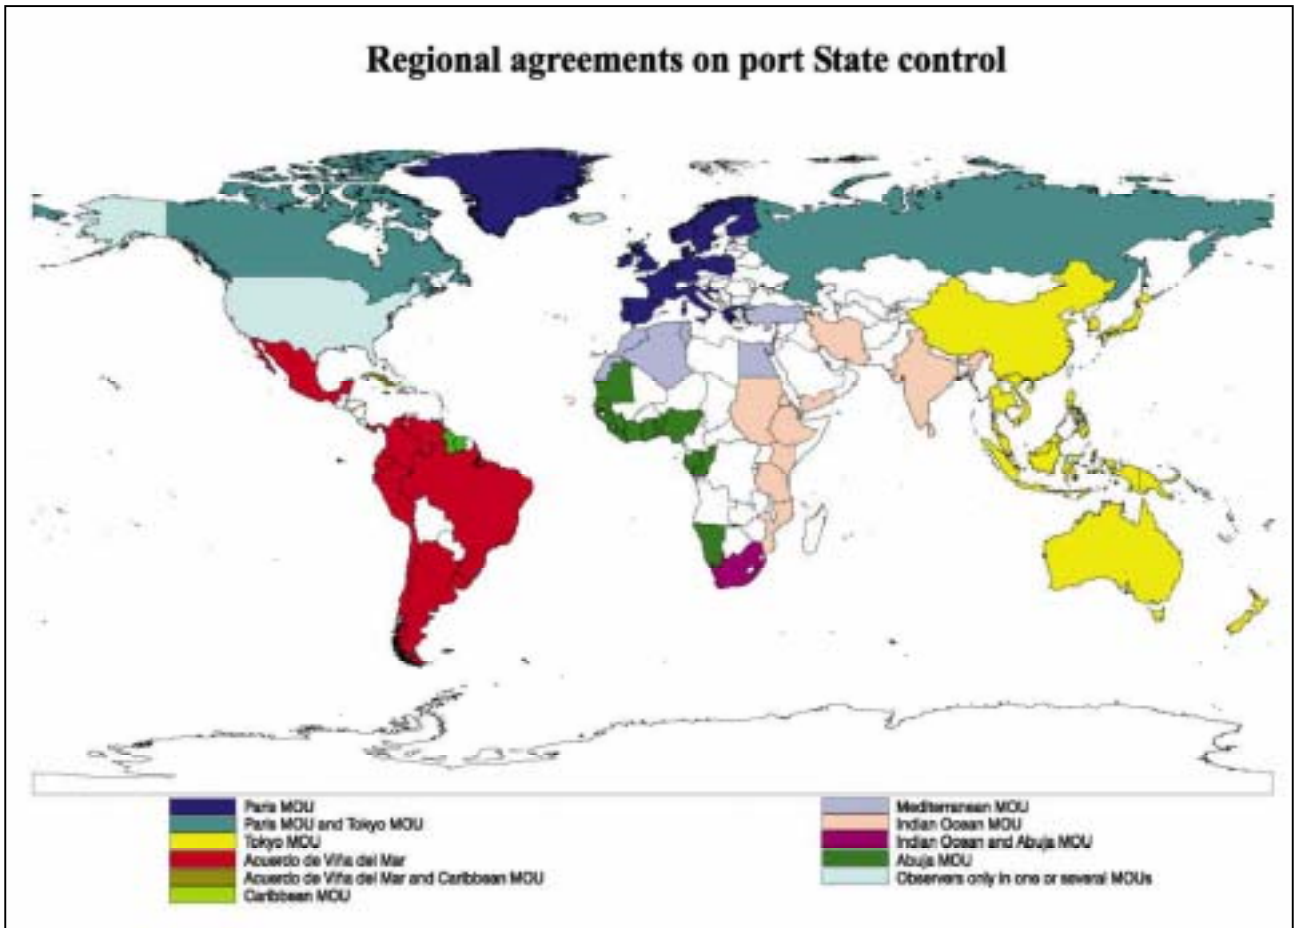 Regional agreements on port State control
Paris MOU
Paris MOU and Tokyo MOU
Tokyo MOU
Acuerdo de Viña del Mar
Acuerdo de Viña del Mar and Caribbean MOU
Caribbean MOU
Mediterranean MOU
Indian Ocean MOU
Indian Ocean and Abuja MOU
Abuja MOU
Observers only in one or several MOUs